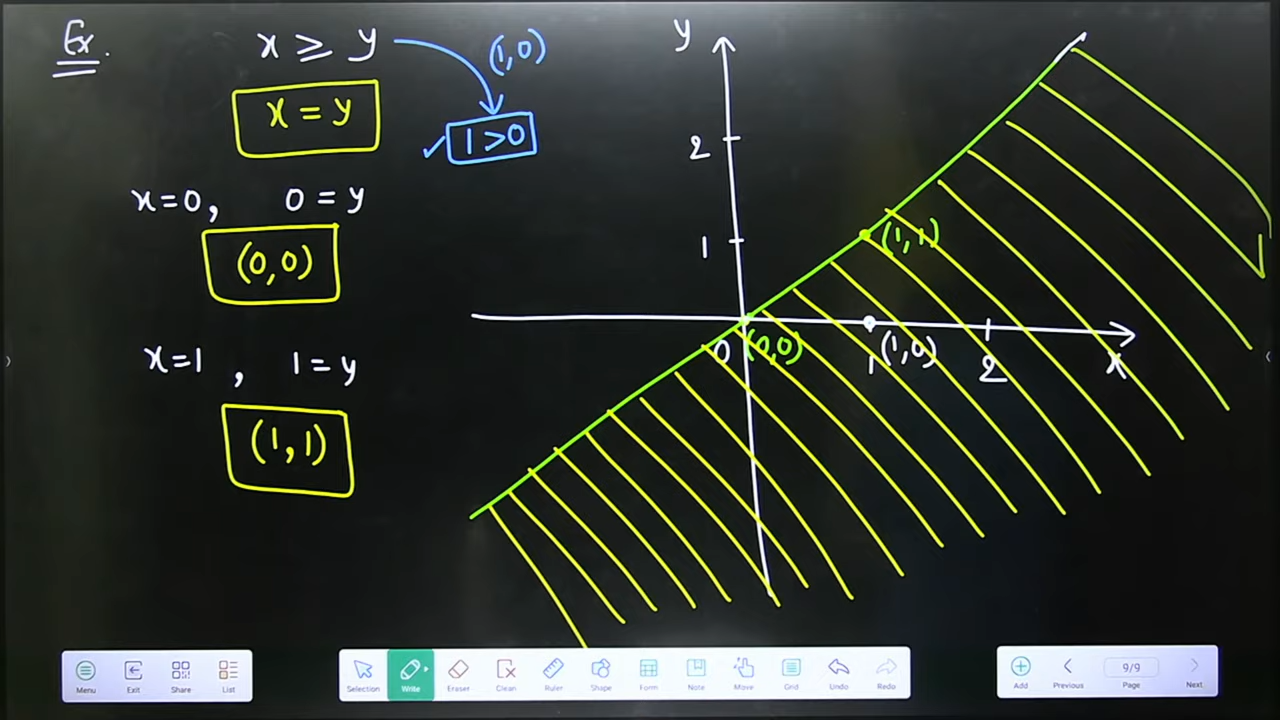 Ex.
x ≥ y
(1,0)
x = y
✓ 1 > 0
x=0, 0 = y
(0,0)
x=1 , 1 = y
(1,1)
y
2
1
(1,1)
0 (0,0)
1 (1,0)
2
x
Menu
Exit
Share
List
Selection
Write
Eraser
Clean
Ruler
Shape
Form
Note
Move
Grid
Undo
Redo
Add
Previous
9/9
Page
Next